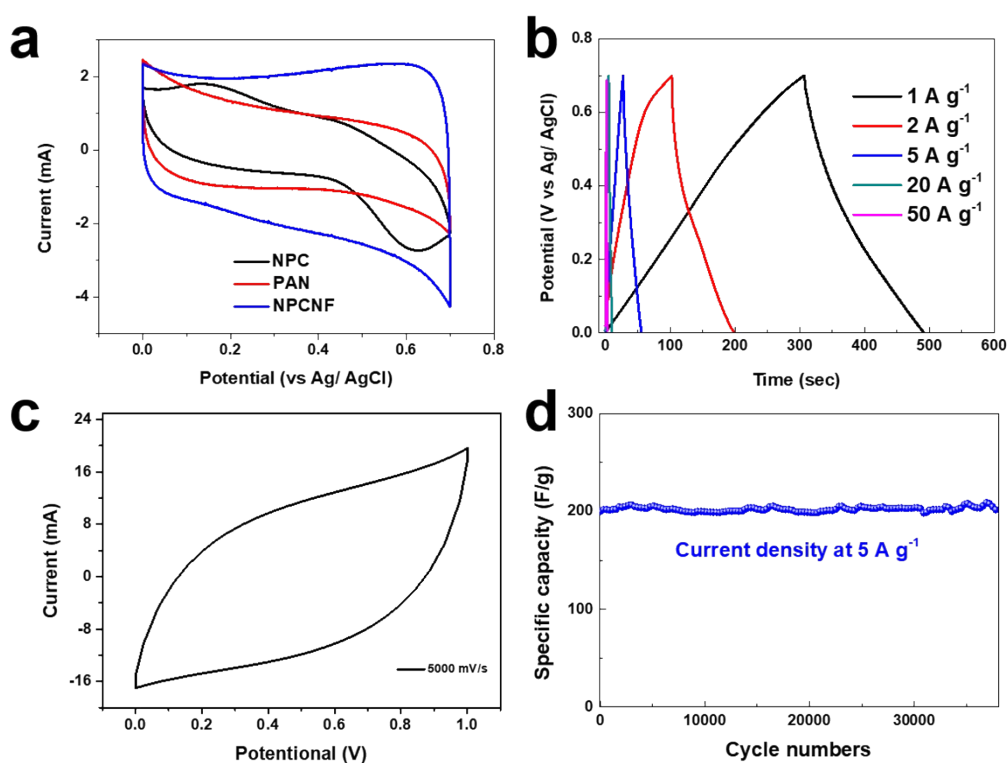 a
2
0
-2
-4
Current (mA)
NPC
PAN
NPCNF
0.0 0.2 0.4 0.6 0.8
Potential (vs Ag/ AgCl)
b
0.8
0.6
0.4
0.2
0.0
Potential (V vs Ag/ AgCl)
1 A g⁻¹
2 A g⁻¹
5 A g⁻¹
20 A g⁻¹
50 A g⁻¹
0 100 200 300 400 500 600
Time (sec)
c
24
16
8
0
-8
-16
Current (mA)
5000 mV/s
0.0 0.2 0.4 0.6 0.8 1.0
Potentional (V)
d
300
200
100
0
Specific capacity (F/g)
Current density at 5 A g⁻¹
0 10000 20000 30000
Cycle numbers